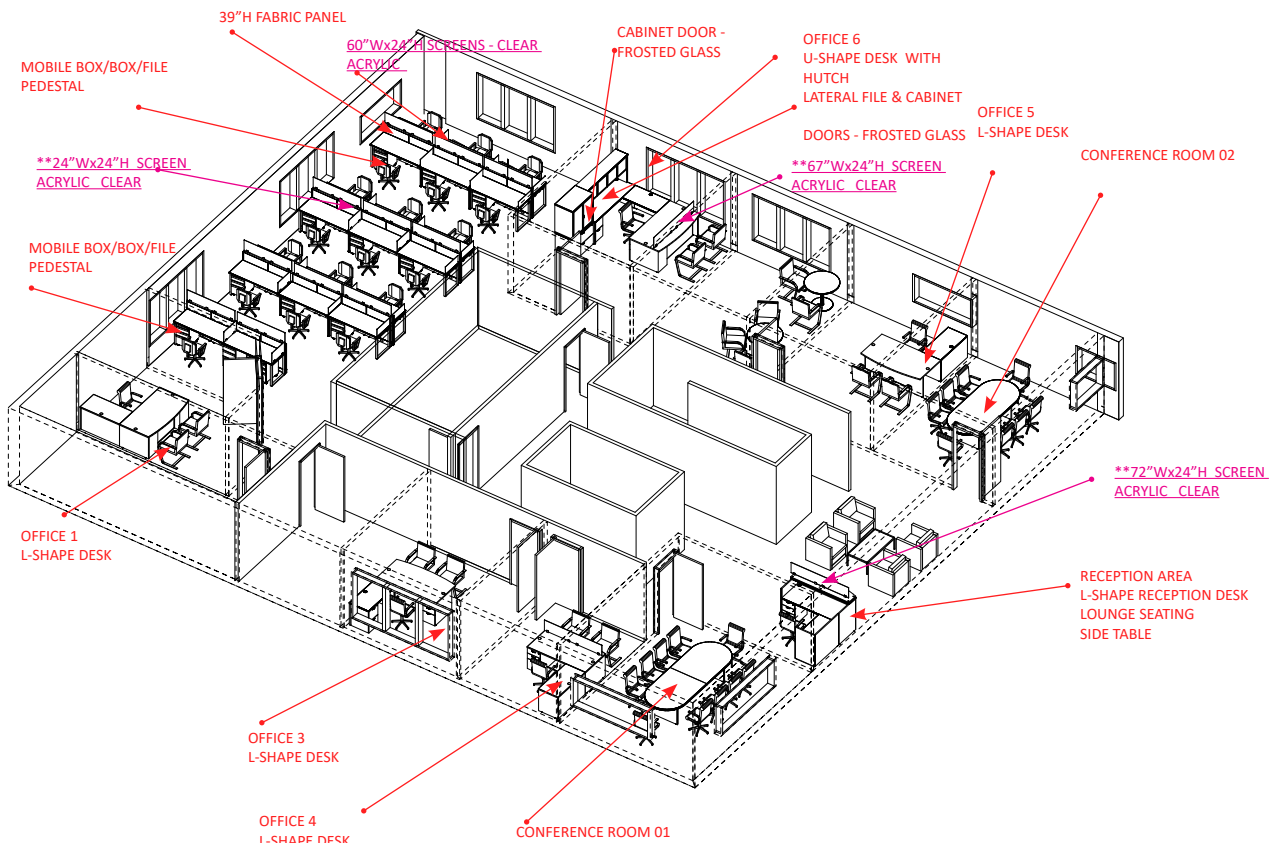 39”H FABRIC PANEL
60”Wx24”H SCREENS - CLEAR
ACRYLIC
CABINET DOOR -
FROSTED GLASS
OFFICE 6
U-SHAPE DESK WITH
HUTCH
LATERAL FILE & CABINET
DOORS - FROSTED GLASS
OFFICE 5
L-SHAPE DESK
CONFERENCE ROOM 02
MOBILE BOX/BOX/FILE
PEDESTAL
**24”Wx24”H SCREEN
ACRYLIC CLEAR
**67”Wx24”H SCREEN
ACRYLIC CLEAR
MOBILE BOX/BOX/FILE
PEDESTAL
**72”Wx24”H SCREEN
ACRYLIC CLEAR
OFFICE 1
L-SHAPE DESK
RECEPTION AREA
L-SHAPE RECEPTION DESK
LOUNGE SEATING
SIDE TABLE
OFFICE 3
L-SHAPE DESK
OFFICE 4
L-SHAPE DESK
CONFERENCE ROOM 01